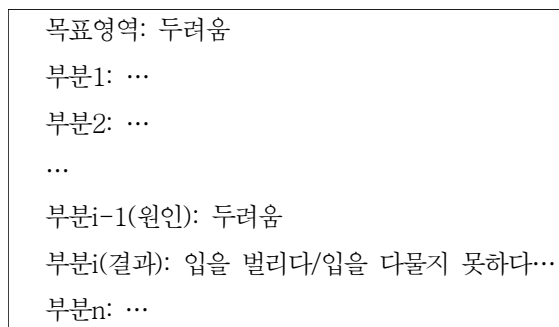 목표영역: 두려움
부분1: …
부분2: …
…
부분i-1(원인): 두려움
부분i(결과): 입을 벌리다/입을 다물지 못하다…
부분n: …